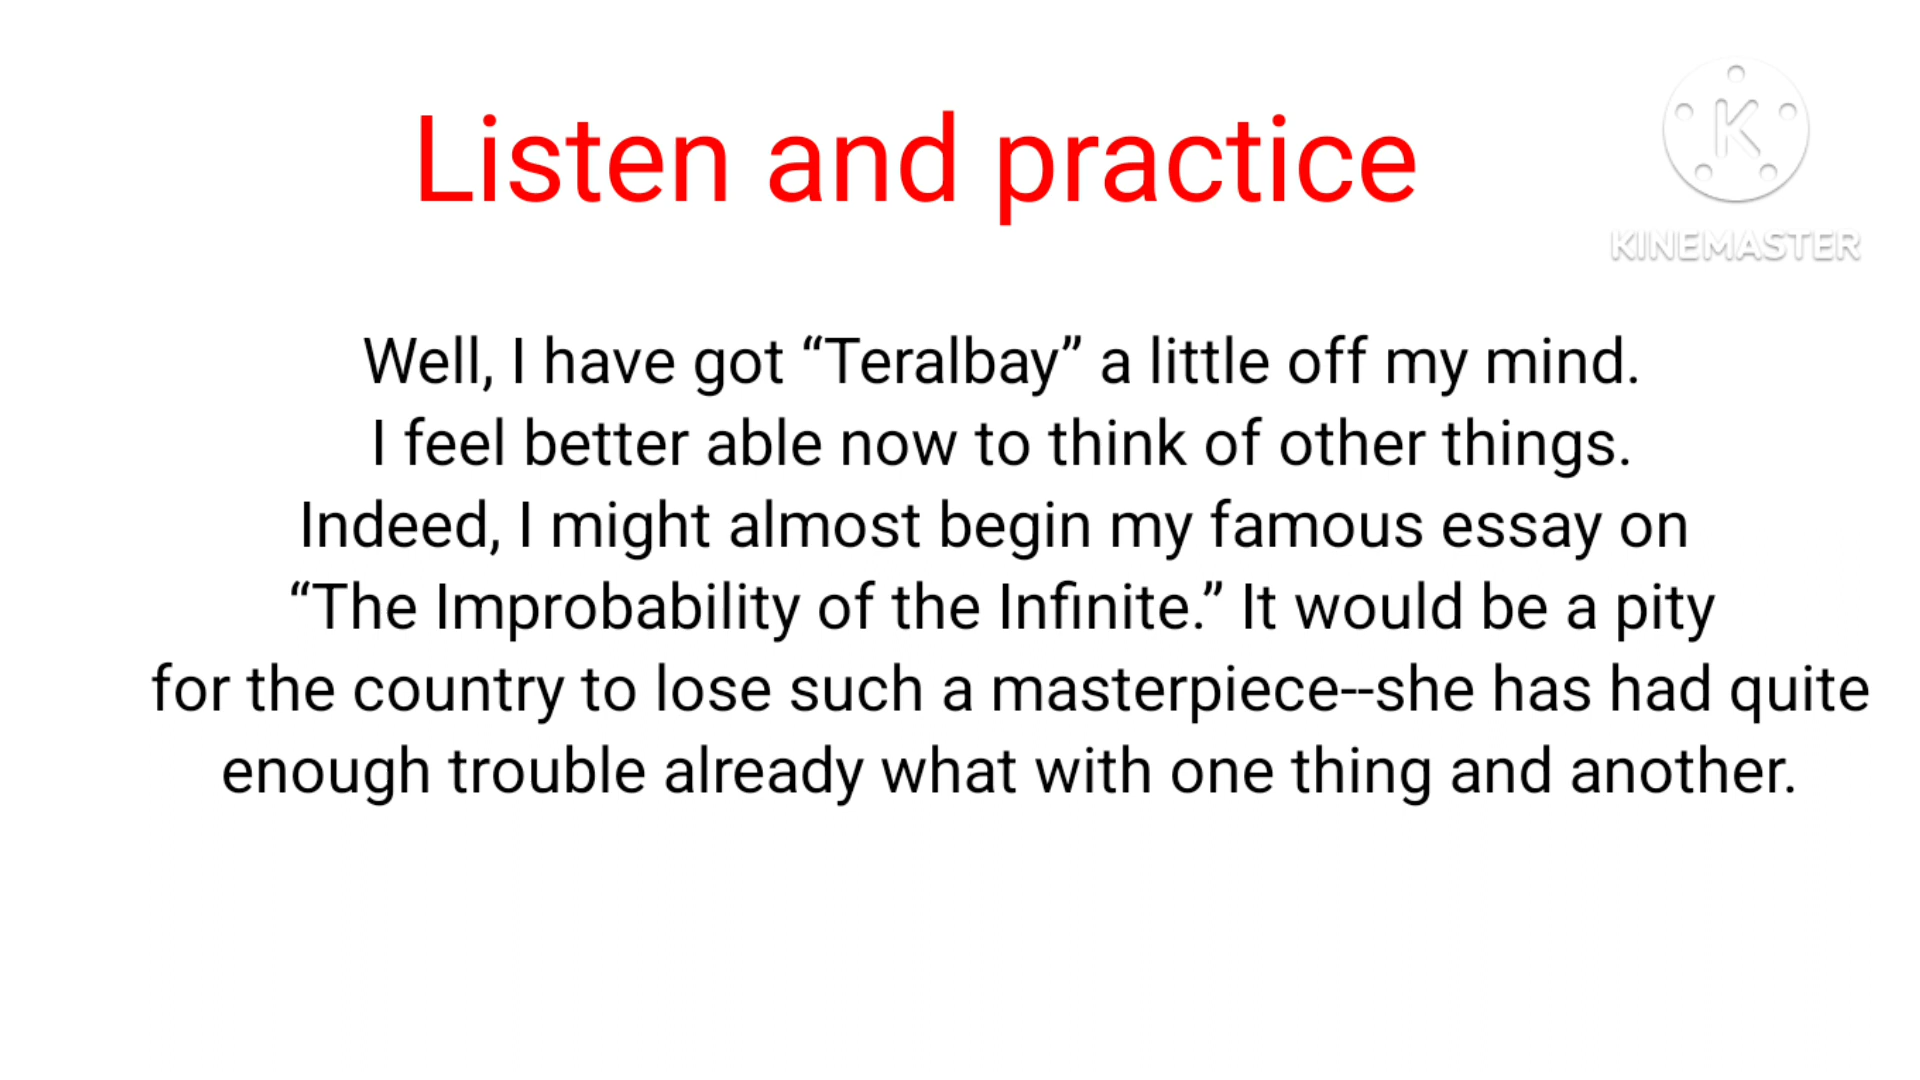 Listen and practice
K
KINEMASTER
Well, I have got “Teralbay” a little off my mind.
I feel better able now to think of other things.
Indeed, I might almost begin my famous essay on
“The Improbability of the Infinite.” It would be a pity
for the country to lose such a masterpiece--she has had quite
enough trouble already what with one thing and another.